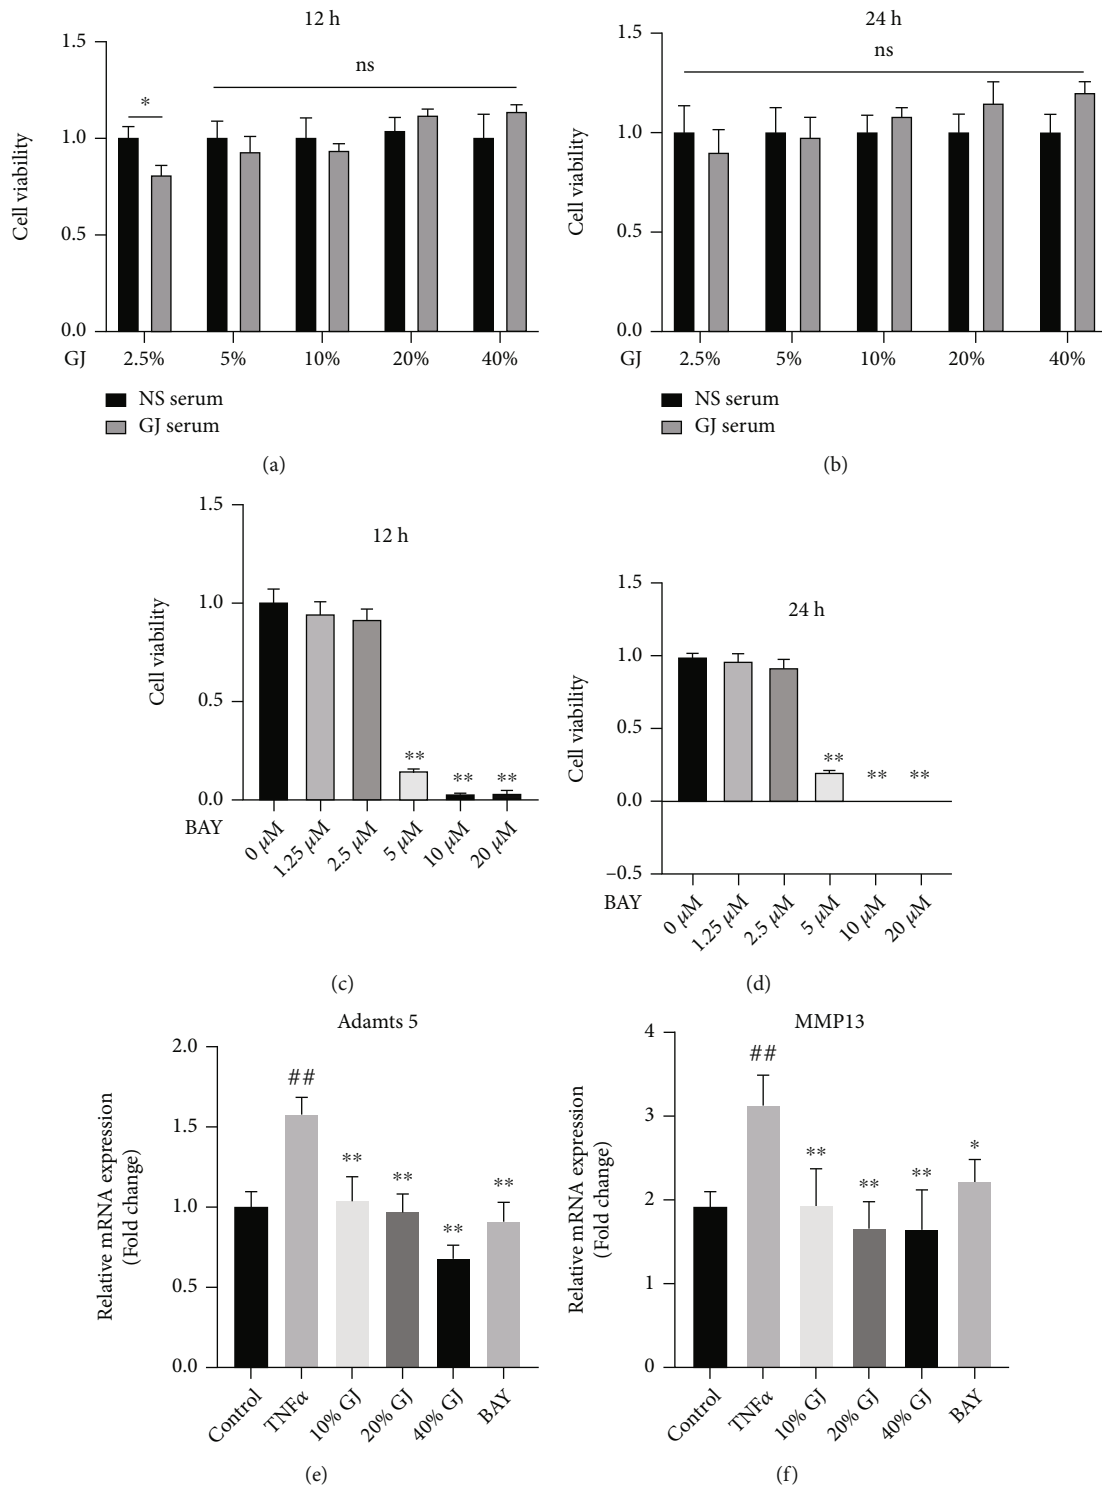 12 h
1.5
1.0
0.5
0.0
Cell viability
*
ns
GJ
2.5%
5%
10%
20%
40%
NS serum
GJ serum
(a)
24 h
1.5
1.0
0.5
0.0
Cell viability
ns
GJ
2.5%
5%
10%
20%
40%
NS serum
GJ serum
(b)
12 h
1.5
1.0
0.5
0.0
Cell viability
**
**
**
BAY
0 μM
1.25 μM
2.5 μM
5 μM
10 μM
20 μM
(c)
24 h
1.5
1.0
0.5
0.0
–0.5
Cell viability
**
**
**
BAY
0 μM
1.25 μM
2.5 μM
5 μM
10 μM
20 μM
(d)
Adamts 5
2.0
1.5
1.0
0.5
0.0
Relative mRNA expression
(Fold change)
##
**
**
**
**
Control
TNFα
10% GJ
20% GJ
40% GJ
BAY
(e)
MMP13
4
3
2
1
0
Relative mRNA expression
(Fold change)
##
**
**
**
*
Control
TNFα
10% GJ
20% GJ
40% GJ
BAY
(f)